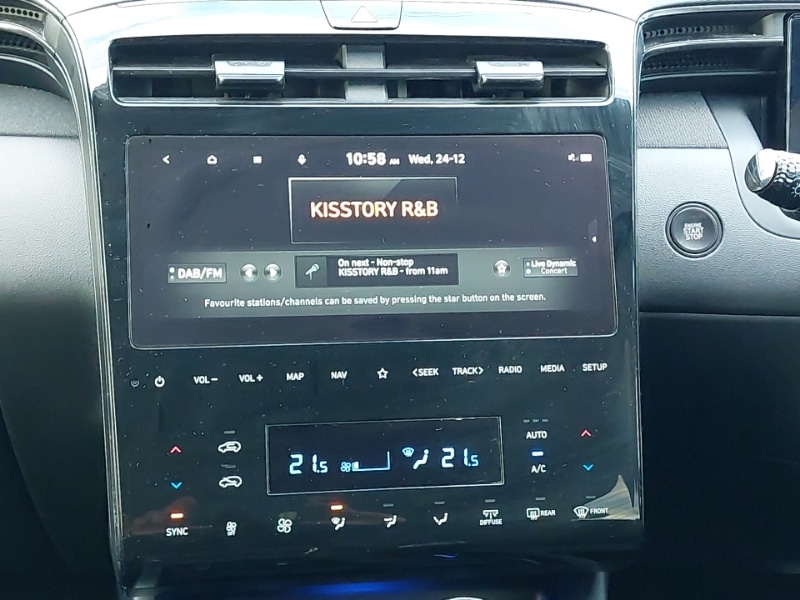 10:58 AM Wed, 24-12
KISSTORY R&B
DAB/FM
On next - Non-stop
KISSTORY R&B - from 11am
Live Dynamic
Concert
Favourite stations/channels can be saved by pressing the star button on the screen.
ENGINE
START
STOP
VOL− VOL+ MAP NAV <SEEK TRACK> RADIO MEDIA SETUP
21.5 21.5
AUTO
A/C
SYNC OFF DIFFUSE REAR FRONT